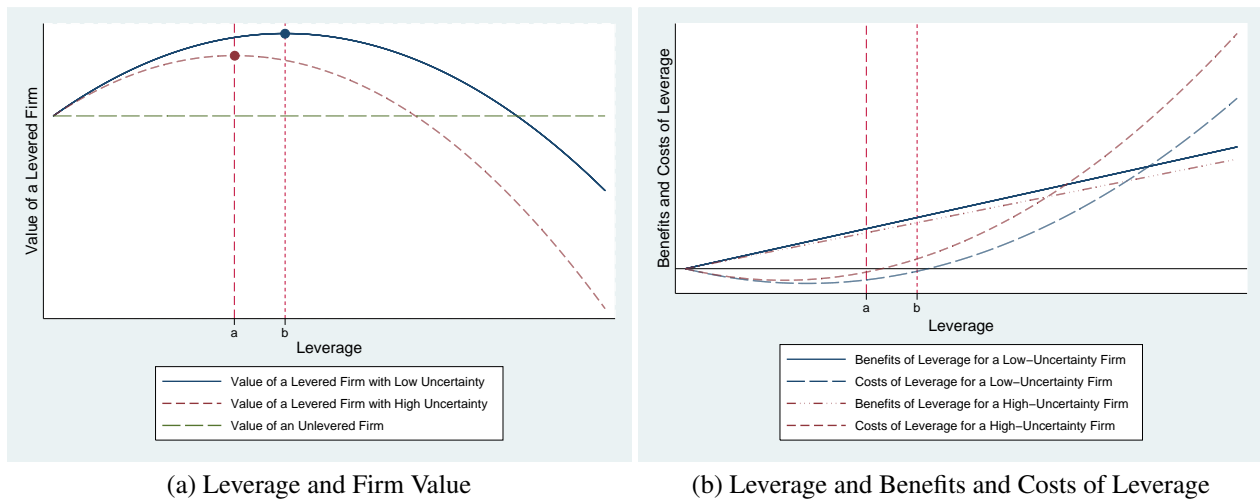 Value of a Levered Firm
a
b
Leverage
Value of a Levered Firm with Low Uncertainty
Value of a Levered Firm with High Uncertainty
Value of an Unlevered Firm
(a) Leverage and Firm Value
Benefits and Costs of Leverage
a
b
Leverage
Benefits of Leverage for a Low−Uncertainty Firm
Costs of Leverage for a Low−Uncertainty Firm
Benefits of Leverage for a High−Uncertainty Firm
Costs of Leverage for a High−Uncertainty Firm
(b) Leverage and Benefits and Costs of Leverage